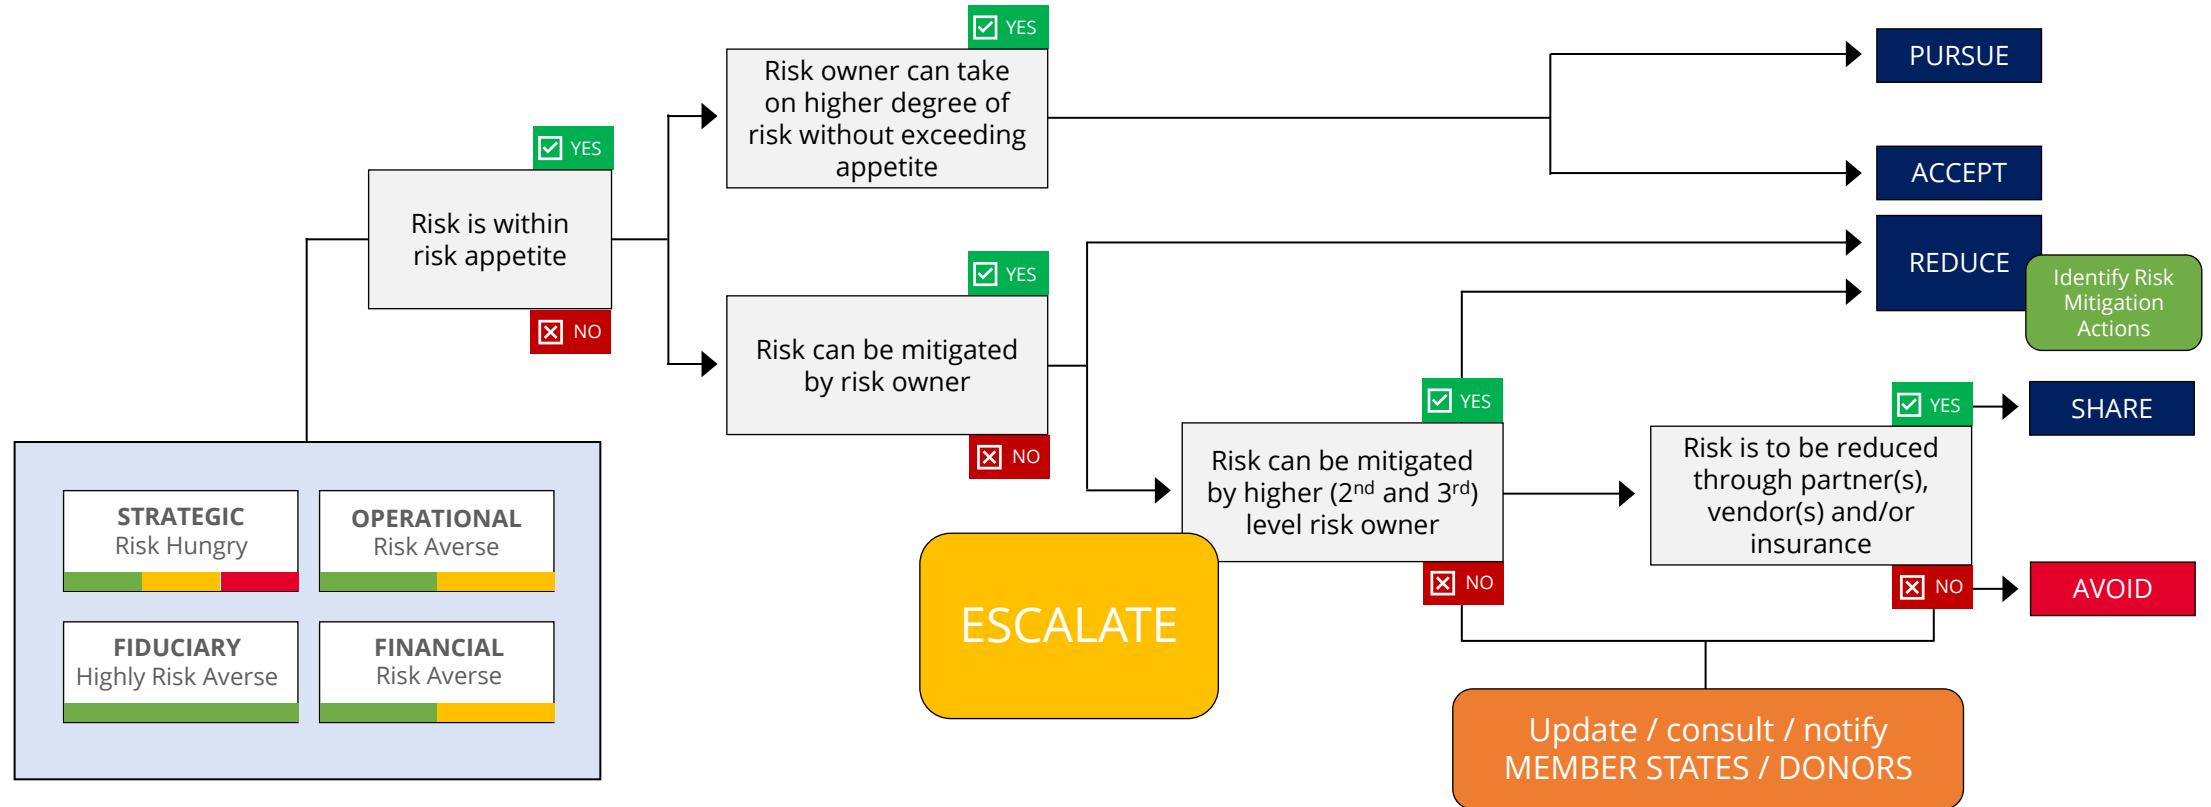 YES
Risk owner can take
on higher degree of
risk without exceeding
appetite
PURSUE
ACCEPT
YES
Risk is within
risk appetite
NO
YES
Risk can be mitigated
by risk owner
NO
REDUCE
Identify Risk
Mitigation
Actions
YES
Risk can be mitigated
by higher (2nd and 3rd)
level risk owner
NO
ESCALATE
YES
Risk is to be reduced
through partner(s),
vendor(s) and/or
insurance
NO
SHARE
AVOID
STRATEGIC
Risk Hungry
OPERATIONAL
Risk Averse
FIDUCIARY
Highly Risk Averse
FINANCIAL
Risk Averse
Update / consult / notify
MEMBER STATES / DONORS